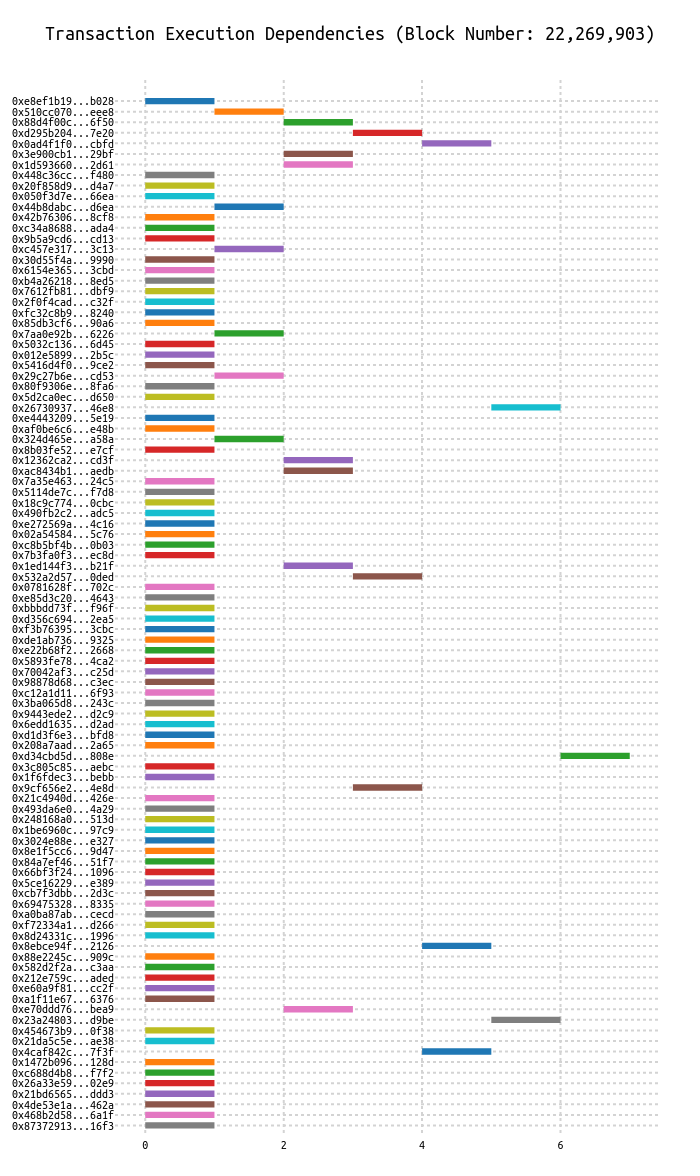 Transaction Execution Dependencies (Block Number: 22,269,903)
0xe8ef1b19...b028
0x510cc070...eee8
0x88d4f00c...6f50
0xd295b204...7e20
0x0ad4f1f0...cbfd
0x3e900cb1...29bf
0x1d593660...2d61
0x448c36cc...f480
0x20f858d9...d4a7
0x050f3d7e...66ea
0x44b8dabc...d6ea
0x42b76306...8cf8
0xc34a8688...ada4
0x9b5a9cd6...cd13
0xc457e317...3c13
0x30d55f4a...9990
0x6154e365...3cbd
0xb4a26218...8ed5
0x7612fb81...dbf9
0x2f0f4cad...c32f
0xfc32c8b9...8240
0x85db3cf6...90a6
0x7aa0e92b...6226
0x5032c136...6d45
0x012e5899...2b5c
0x5416d4f0...9ce2
0x29c27b6e...cd53
0x80f9306e...8fa6
0x5d2ca0ec...d650
0x26730937...46e8
0xe4443209...5e19
0xaf0be6c6...e48b
0x324d465e...a58a
0x8b03fe52...e7cf
0x12362ca2...cd3f
0xac8434b1...aedb
0x7a35e463...24c5
0x5114de7c...f7d8
0x18c9c774...0cbc
0x490fb2c2...adc5
0xe272569a...4c16
0x02a54584...5c76
0xc8b5bf4b...0b03
0x7b3fa0f3...ec8d
0x1ed144f3...b21f
0x532a2d57...0ded
0x0781628f...702c
0xe85d3c20...4643
0xbbbdd73f...f96f
0xd356c694...2ea5
0xf3b76395...3cbc
0xde1ab736...9325
0xe22b68f2...2668
0x5893fe78...4ca2
0x70042af3...c25d
0x98878d68...c3ec
0xc12a1d11...6f93
0x3ba065d8...243c
0x9443ede2...d2c9
0x6edd1635...d2ad
0xd1d3f6e3...bfd8
0x208a7aad...2a65
0xd34cbd5d...808e
0x3c805c85...aebc
0x1f6fdec3...bebb
0x9cf656e2...4e8d
0x21c4940d...426e
0x493da6e0...4a29
0x248168a0...513d
0x1be6960c...97c9
0x3024e88e...e327
0x8e1f5cc6...9d47
0x84a7ef46...51f7
0x66bf3f24...1096
0x5ce16229...e389
0xcb7f3dbb...2d3c
0x69475328...8335
0xa0ba87ab...cecd
0xf72334a1...d266
0x8d24331c...1996
0x8ebce94f...2126
0x88e2245c...909c
0x582d2f2a...c3aa
0x212e759c...aded
0xe60a9f81...cc2f
0xa1f11e67...6376
0xe70ddd76...bea9
0x23a24803...d9be
0x454673b9...0f38
0x21da5c5e...ae38
0x4caf842c...7f3f
0x1472b096...128d
0xc688d4b8...f7f2
0x26a33e59...02e9
0x21bd6565...ddd3
0x4de53e1a...462a
0x468b2d58...6a1f
0x87372913...16f3
0 2 4 6